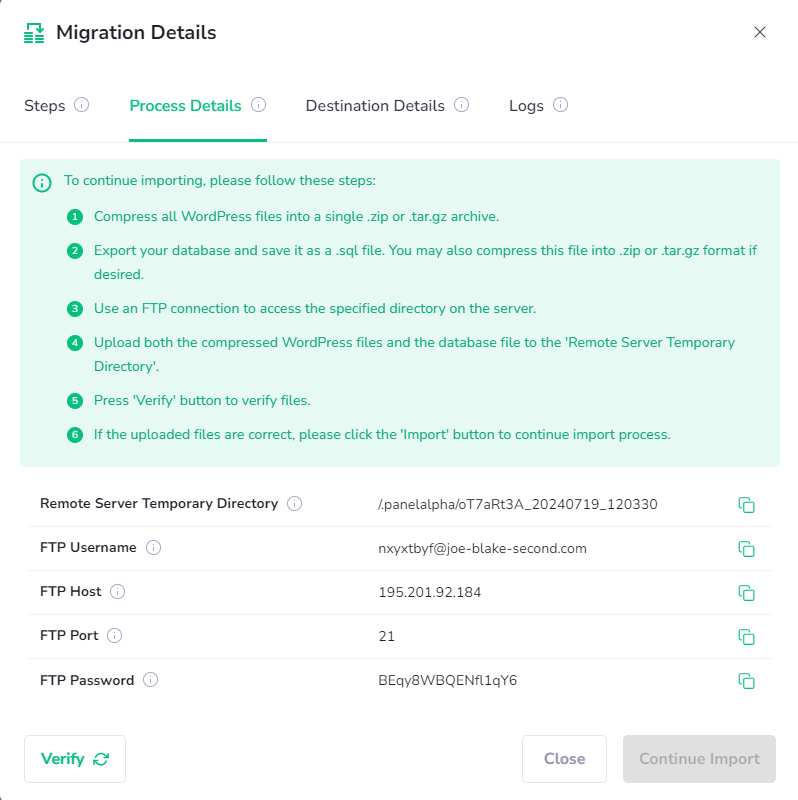 Migration Details
Steps
Process Details
Destination Details
Logs
To continue importing, please follow these steps:
1 Compress all WordPress files into a single .zip or .tar.gz archive.
2 Export your database and save it as a .sql file. You may also compress this file into .zip or .tar.gz format if
desired.
3 Use an FTP connection to access the specified directory on the server.
4 Upload both the compressed WordPress files and the database file to the 'Remote Server Temporary
Directory'.
5 Press 'Verify' button to verify files.
6 If the uploaded files are correct, please click the 'Import' button to continue import process.
Remote Server Temporary Directory /.panelalpha/oT7aRt3A_20240719_120330
FTP Username nxyxtbyf@joe-blake-second.com
FTP Host 195.201.92.184
FTP Port 21
FTP Password BEqy8WBQENfl1qY6
Verify
Close
Continue Import